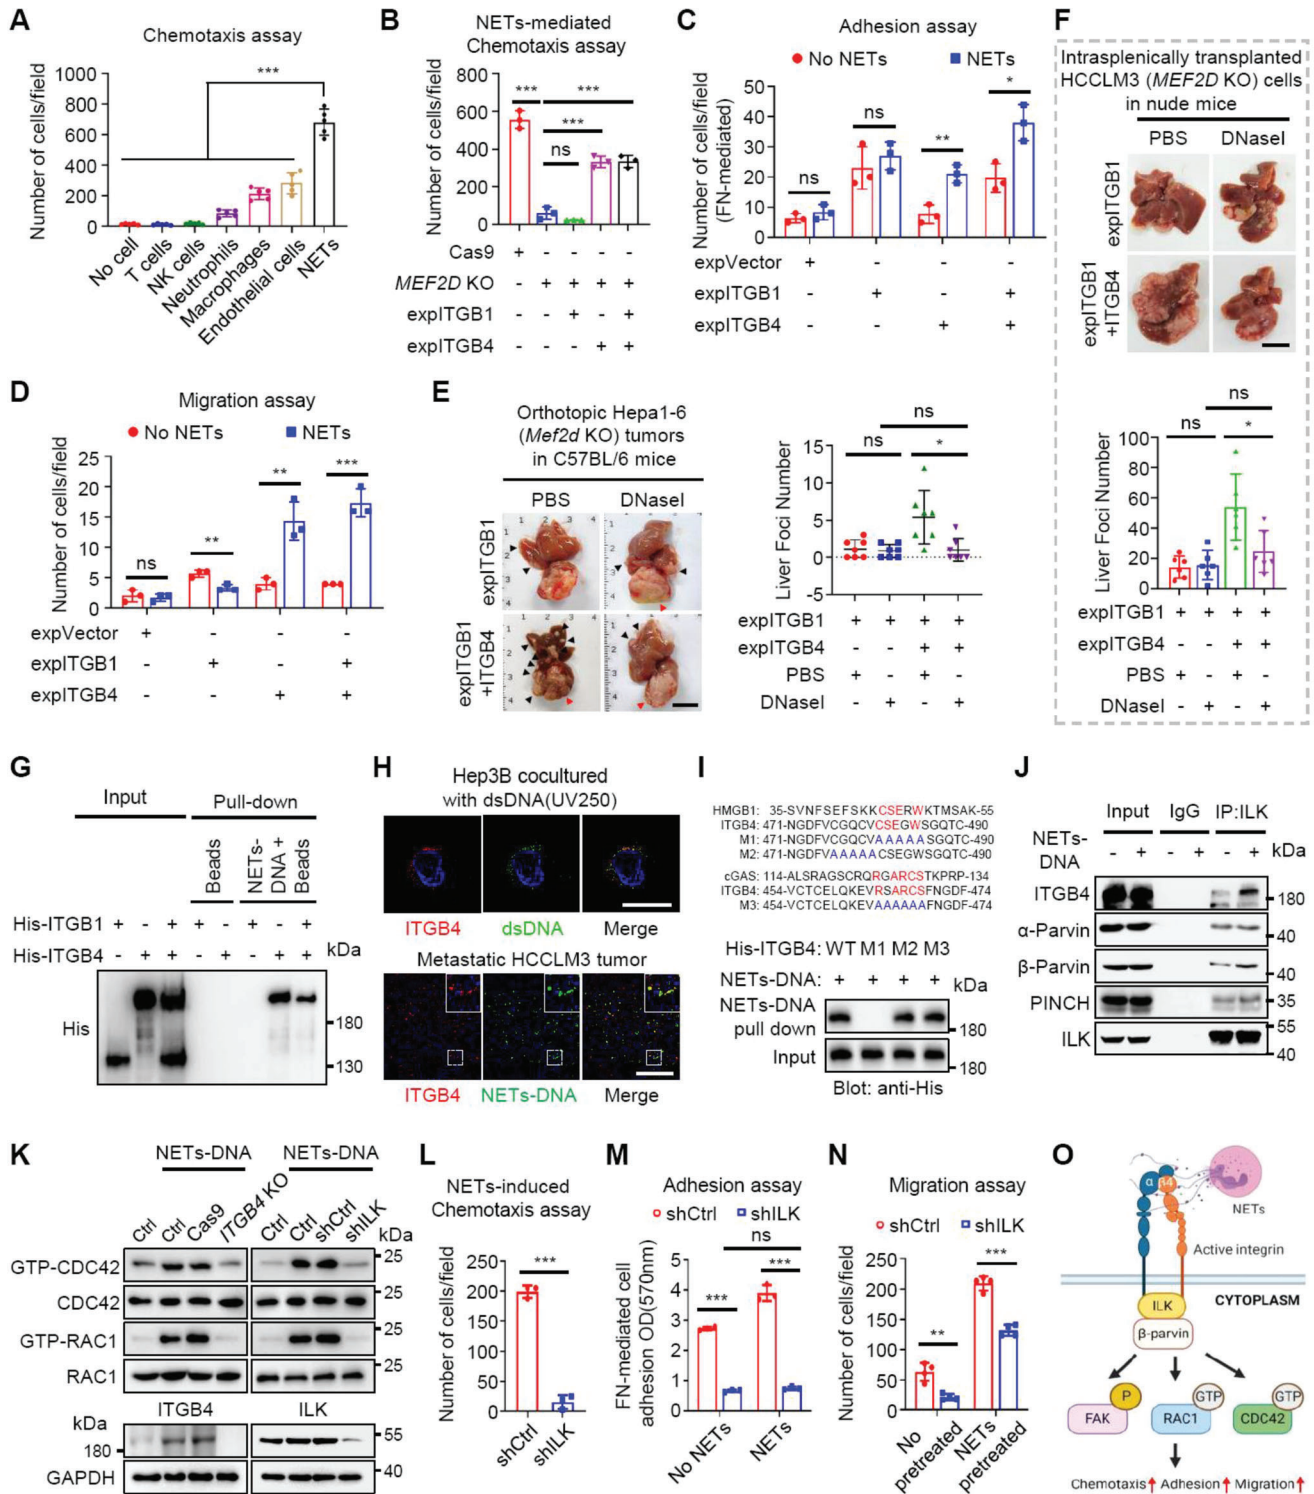 A
Chemotaxis assay
Number of cells/field
1000
800
600
400
200
0
***
No cell
T cells
NK cells
Neutrophils
Macrophages
Endothelial cells
NETs
B
NETs-mediated
Chemotaxis assay
Number of cells/field
800
600
400
200
0
*** ***
***
ns
Cas9 + - - - -
MEF2D KO - + + + +
expITGB1 - - + - +
expITGB4 - - - + +
C
Adhesion assay
No NETs NETs
Number of cells/field
(FN-mediated)
50
40
30
20
10
0
ns ns ** *
expVector + - - -
expITGB1 - + - +
expITGB4 - - + +
D
Migration assay
No NETs NETs
Number of cells/field
25
20
15
10
5
0
ns ** ** ***
expVector + - - -
expITGB1 - + - +
expITGB4 - - + +
E
Orthotopic Hepa1-6
(Mef2d KO) tumors
in C57BL/6 mice
PBS DNaseI
expITGB1
expITGB1
+ITGB4
Liver Foci Number
15
10
5
0
-5
ns
ns *
expITGB1 + + + +
expITGB4 - - + +
PBS + - + -
DNaseI - + - +
F
Intrasplenically transplanted
HCCLM3 (MEF2D KO) cells
in nude mice
PBS DNaseI
expITGB1
expITGB1
+ITGB4
Liver Foci Number
100
80
60
40
20
0
ns
ns *
expITGB1 + + + +
expITGB4 - - + +
PBS + - + -
DNaseI - + - +
G
Input Pull-down
Beads
NETs-
DNA +
Beads
His-ITGB1 + - + + - + - +
His-ITGB4 - + + - + - + +
kDa
His
180
130
H
Hep3B cocultured
with dsDNA(UV250)
ITGB4 dsDNA Merge
Metastatic HCCLM3 tumor
ITGB4 NETs-DNA Merge
I
HMGB1: 35-SVNFSEFSKKCSERWKTMSAK-55
ITGB4: 471-NGDFVCGQCVCSEGWSGQTC-490
M1: 471-NGDFVCGQCVAAAAASGQTC-490
M2: 471-NGDFVAAAAACSEGWSGQTC-490
cGAS: 114-ALSRAGSCRQRGARCSTKPRP-134
ITGB4: 454-VCTCELQKEVRSARCSFNGDF-474
M3: 454-VCTCELQKEVAAAAAAFNGDF-474
His-ITGB4: WT M1 M2 M3
NETs-DNA: + + + +
kDa
NETs-DNA
pull down
180
Input
180
Blot: anti-His
J
Input IgG IP:ILK
NETs-
DNA
- + - + - + kDa
ITGB4
180
α-Parvin
40
β-Parvin
40
PINCH
35
ILK
55
40
K
NETs-DNA NETs-DNA
Ctrl
Ctrl
Cas9
ITGB4 KO
Ctrl
Ctrl
shCtrl
shILK
kDa
GTP-CDC42
25
CDC42
GTP-RAC1
25
RAC1
25
kDa
ITGB4 ILK
180
55
GAPDH
40
L
NETs-induced
Chemotaxis assay
Number of cells/field
250
200
150
100
50
0
***
shCtrl
shILK
M
Adhesion assay
shCtrl shILK
FN-mediated cell
adhesion OD(570nm)
5
4
3
2
1
0
ns
*** ***
No NETs
NETs
N
Migration assay
shCtrl shILK
Number of cells/field
250
200
150
100
50
0
** ***
No
pretreated
NETs
pretreated
O
α β4
NETs
Active integrin
CYTOPLASM
ILK
β-parvin
P GTP GTP
FAK RAC1 CDC42
Chemotaxis Adhesion Migration